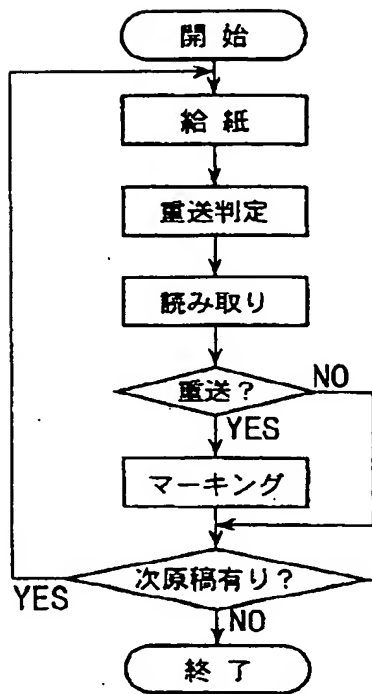 開始
給紙
重送判定
読み取り
重送?
NO
YES
マーキング
次原稿有り?
YES
NO
終了